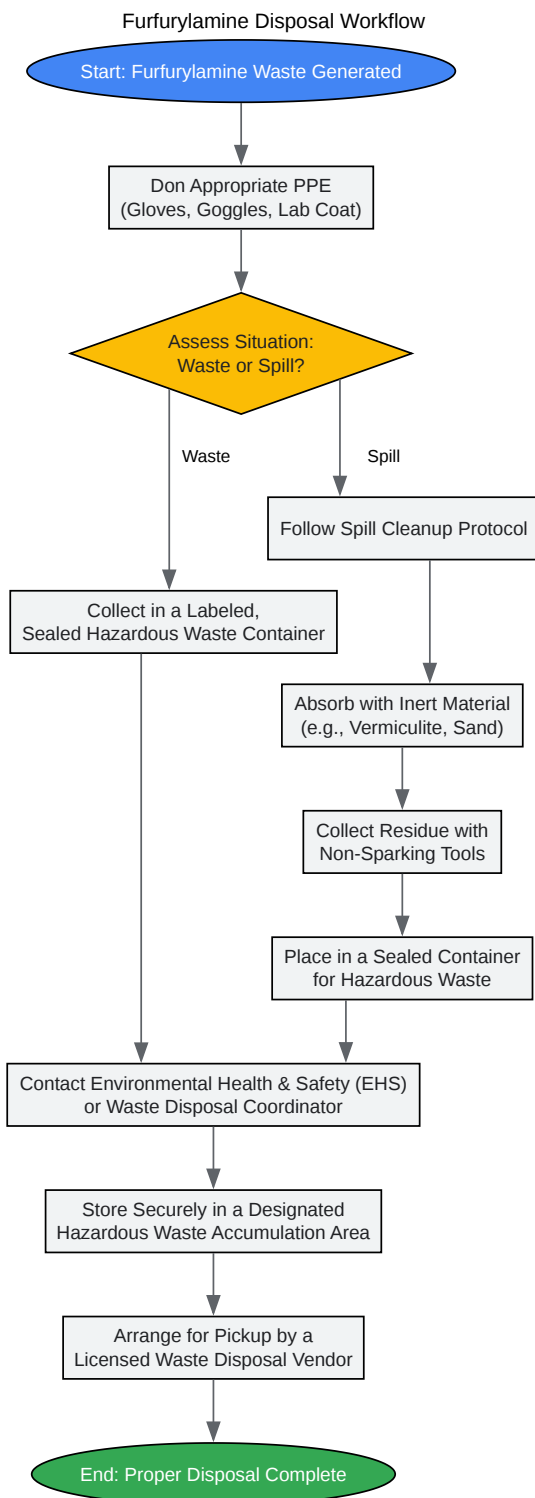 Furfurylamine Disposal Workflow
Start: Furfurylamine Waste Generated
Don Appropriate PPE
(Gloves, Goggles, Lab Coat)
Assess Situation:
Waste or Spill?
Waste
Spill
Follow Spill Cleanup Protocol
Collect in a Labeled,
Sealed Hazardous Waste Container
Absorb with Inert Material
(e.g., Vermiculite, Sand)
Collect Residue with
Non-Sparking Tools
Place in a Sealed Container
for Hazardous Waste
Contact Environmental Health & Safety (EHS)
or Waste Disposal Coordinator
Store Securely in a Designated
Hazardous Waste Accumulation Area
Arrange for Pickup by a
Licensed Waste Disposal Vendor
End: Proper Disposal Complete